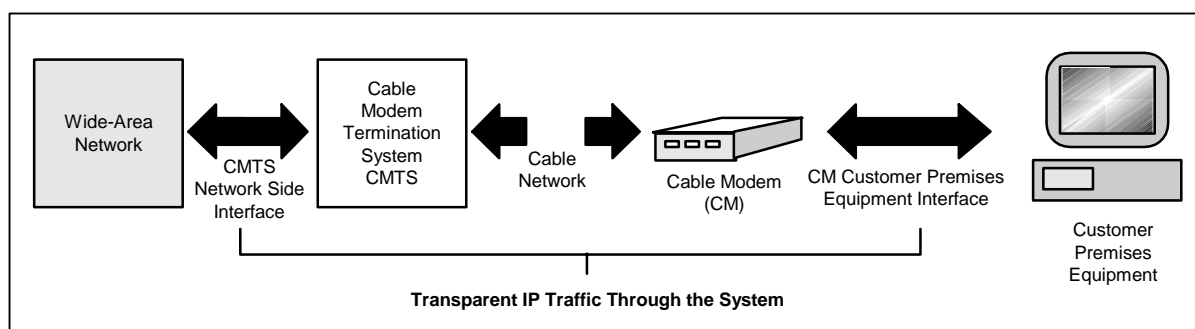 Wide-Area
Network
CMTS
Network Side
Interface
Cable
Modem
Termination
System
CMTS
Cable
Network
Cable Modem
(CM)
CM Customer Premises
Equipment Interface
Customer
Premises
Equipment
Transparent IP Traffic Through the System